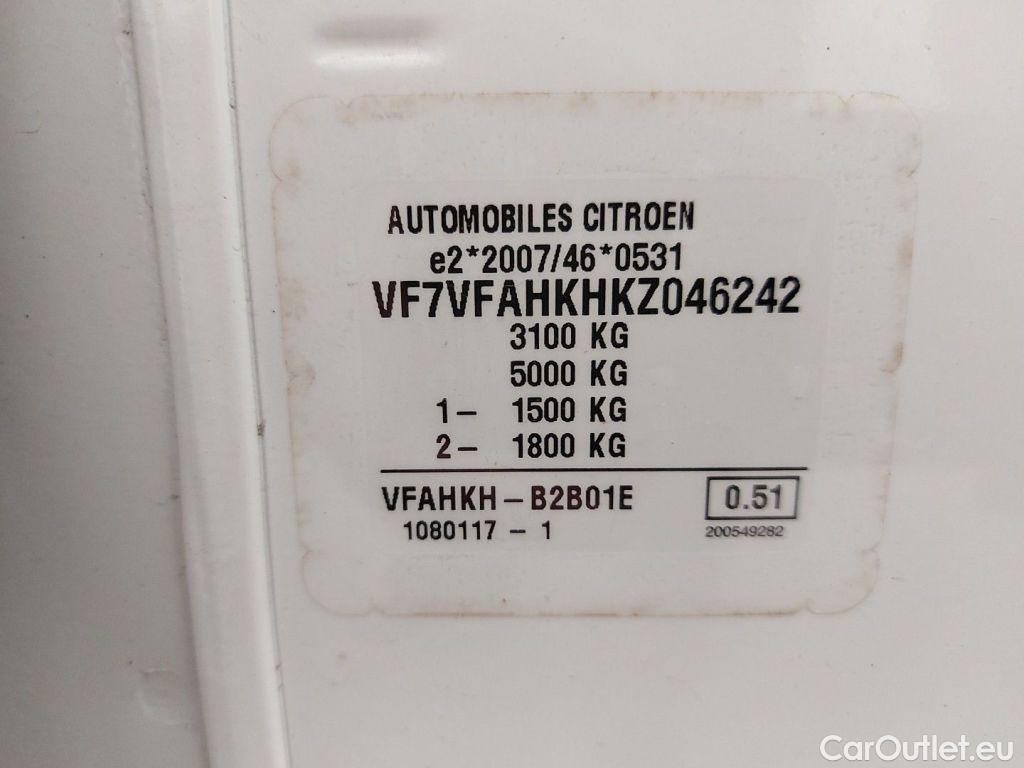 AUTOMOBILES CITROEN
e2*2007/46*0531
VF7VFAHKHKZ046242
3100 KG
5000 KG
1- 1500 KG
2- 1800 KG
VFAHKH - B2B01E
0.51
1080117 - 1
200549282
CarOutlet.eu